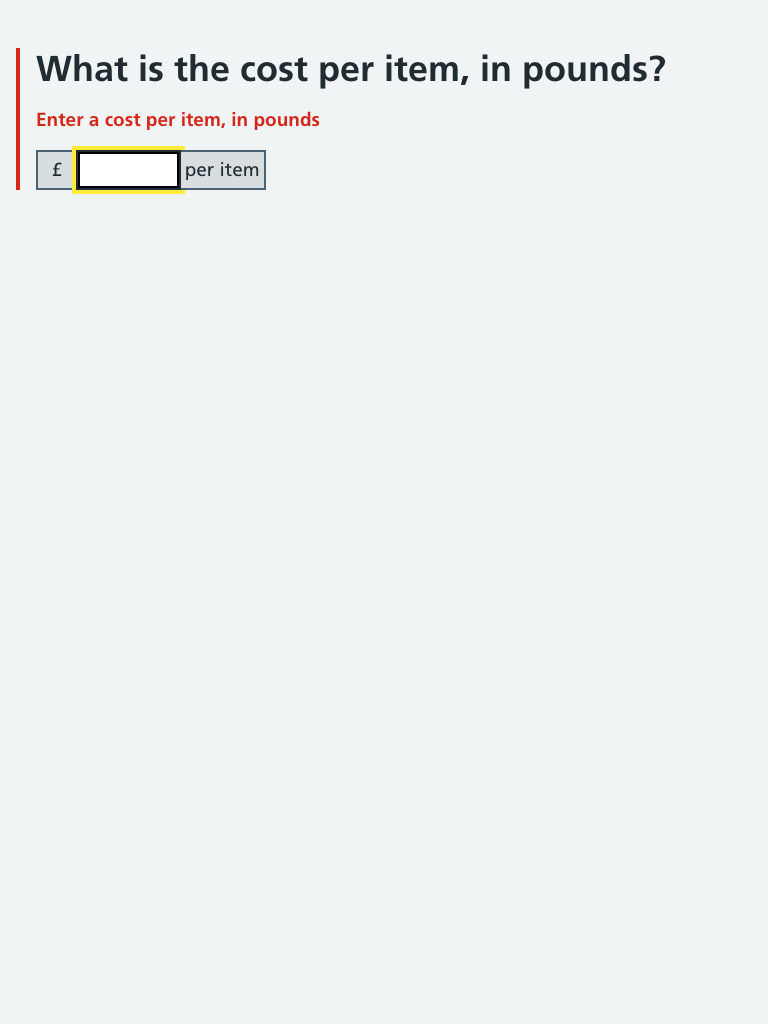 What is the cost per item, in pounds?
Enter a cost per item, in pounds
£ per item